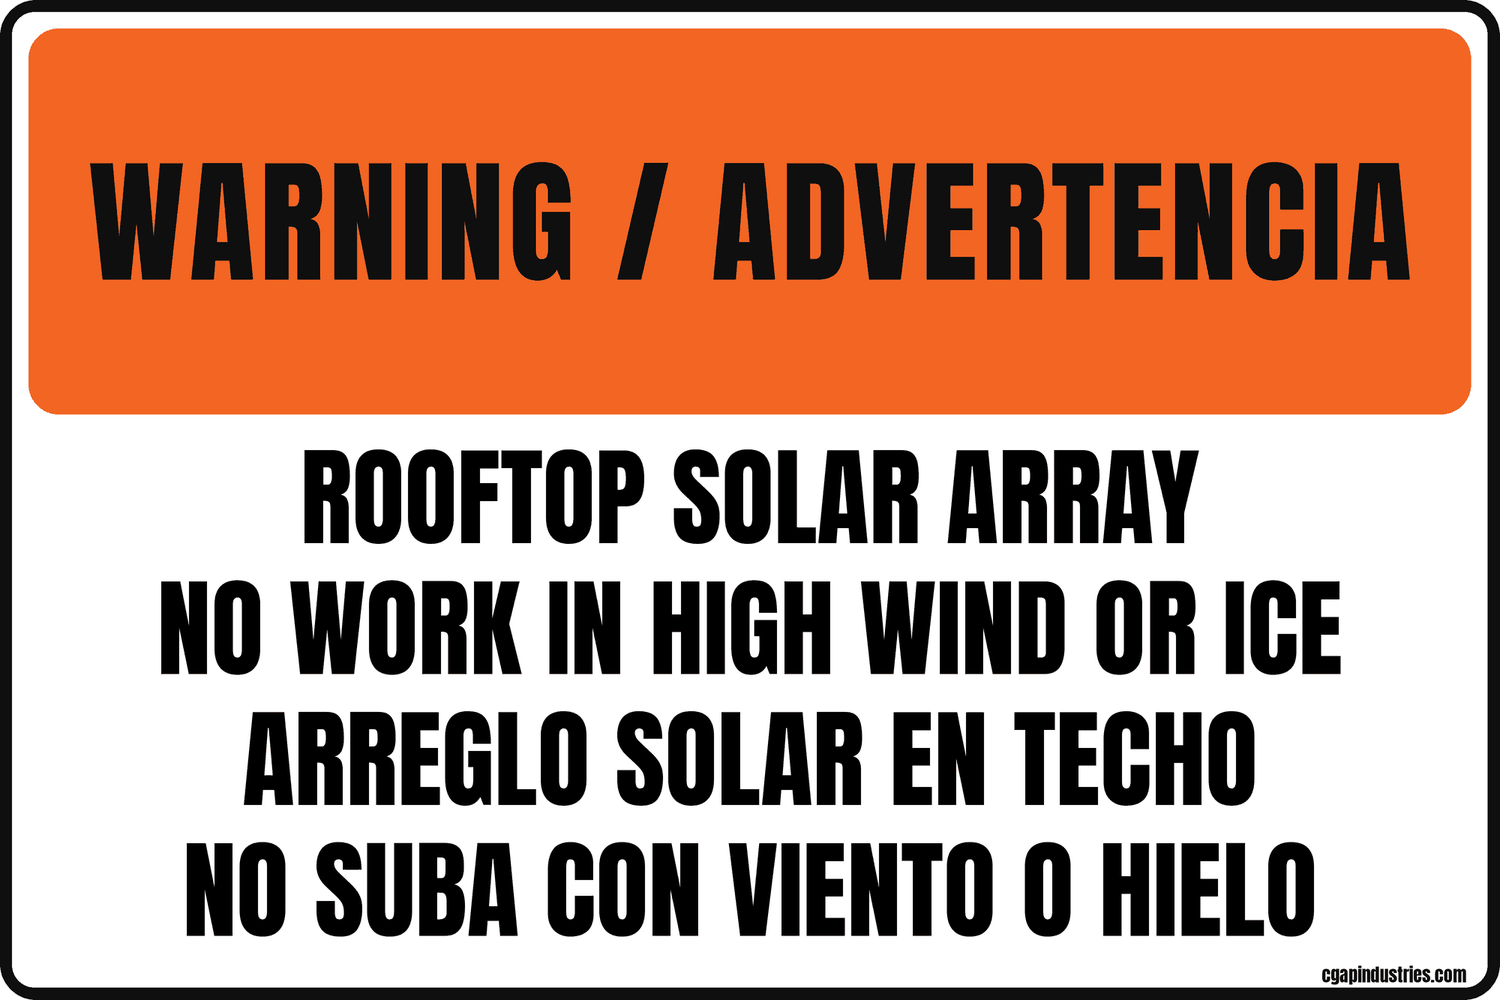 WARNING / ADVERTENCIA
ROOFTOP SOLAR ARRAY
NO WORK IN HIGH WIND OR ICE
ARREGLO SOLAR EN TECHO
NO SUBA CON VIENTO O HIELO
cgapindustries.com